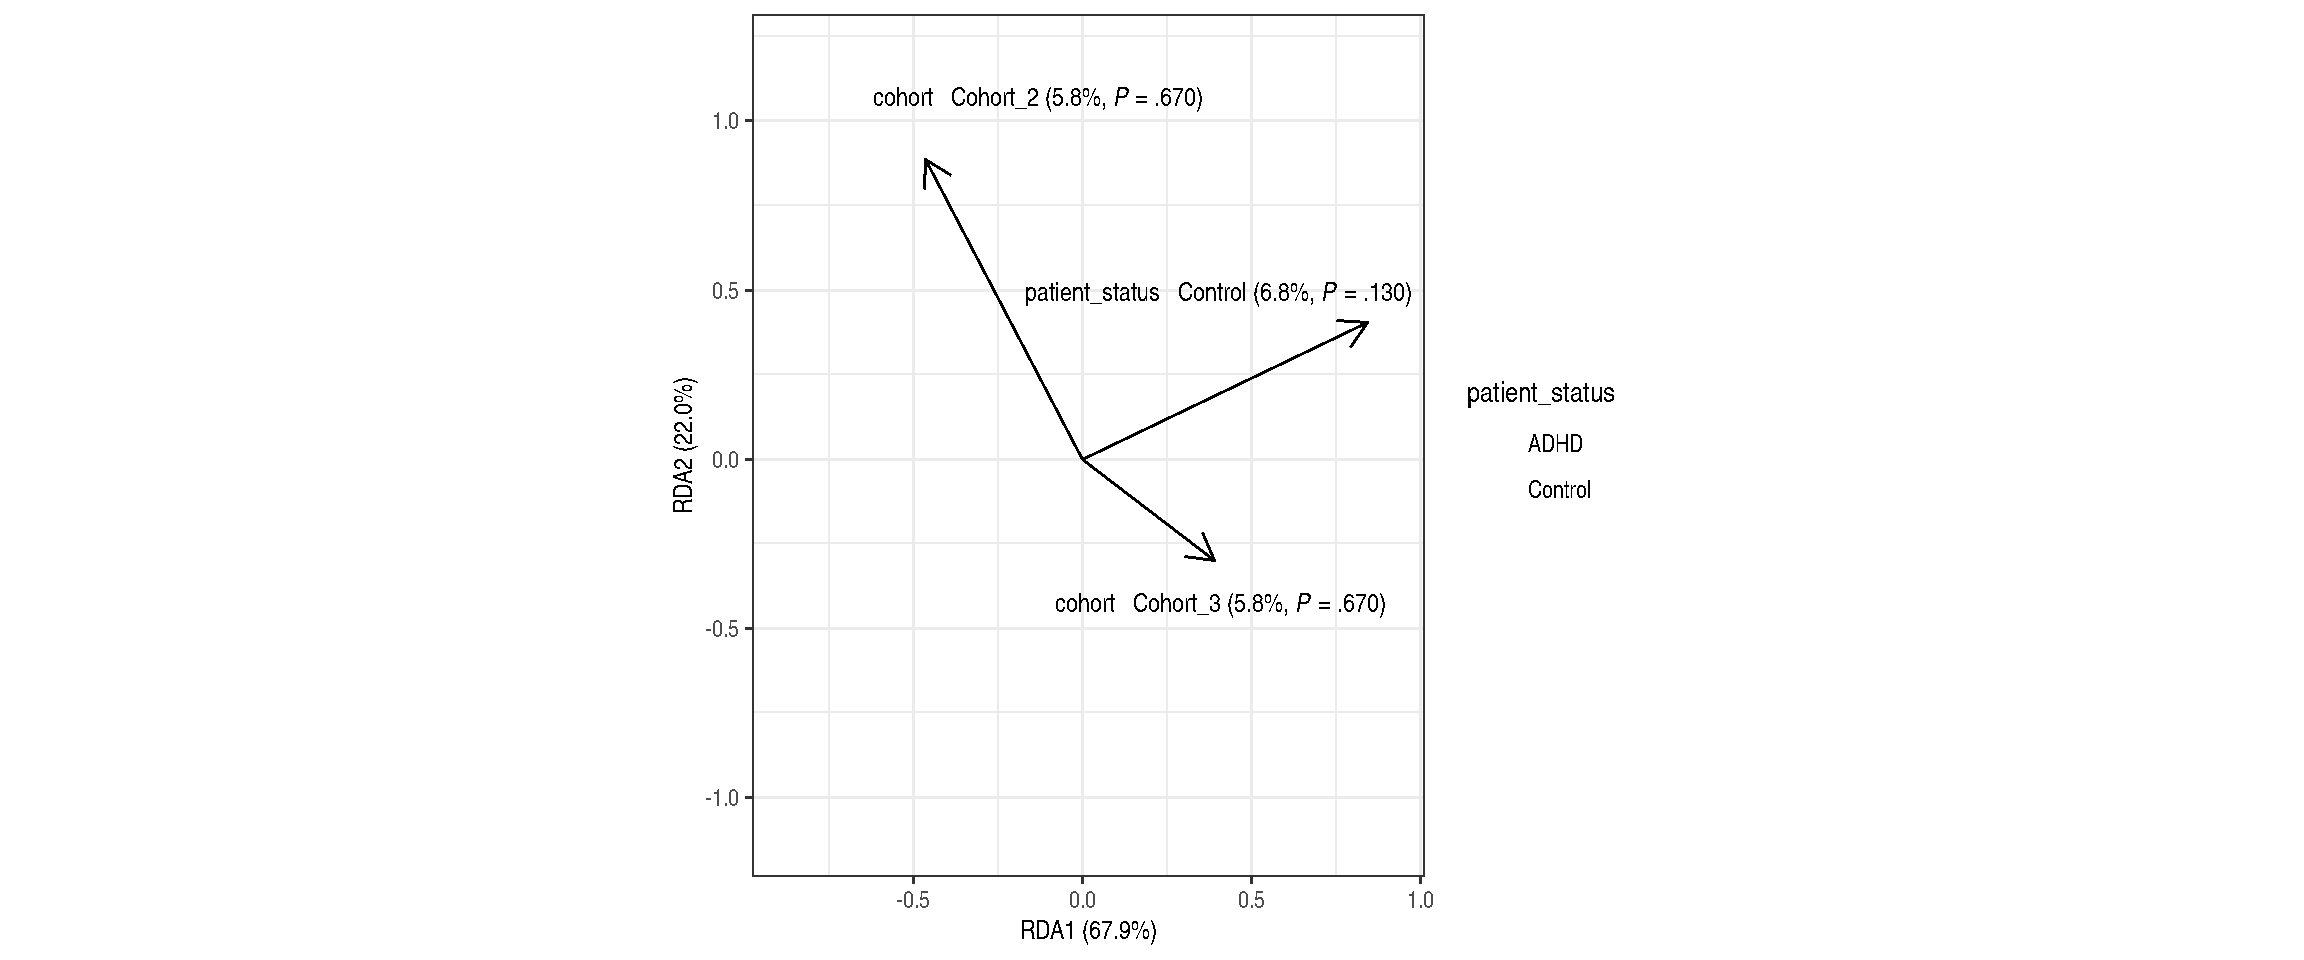 cohort Cohort_2 (5.8%, P = .670)
1.0
patient_status Control (6.8%, P = .130)
0.5
patient_status
RDA2 (22.0%)
ADHD
0.0
Control
cohort Cohort_3 (5.8%, P = .670)
-0.5
-1.0
-0.5 0.0 0.5 1.0
RDA1 (67.9%)